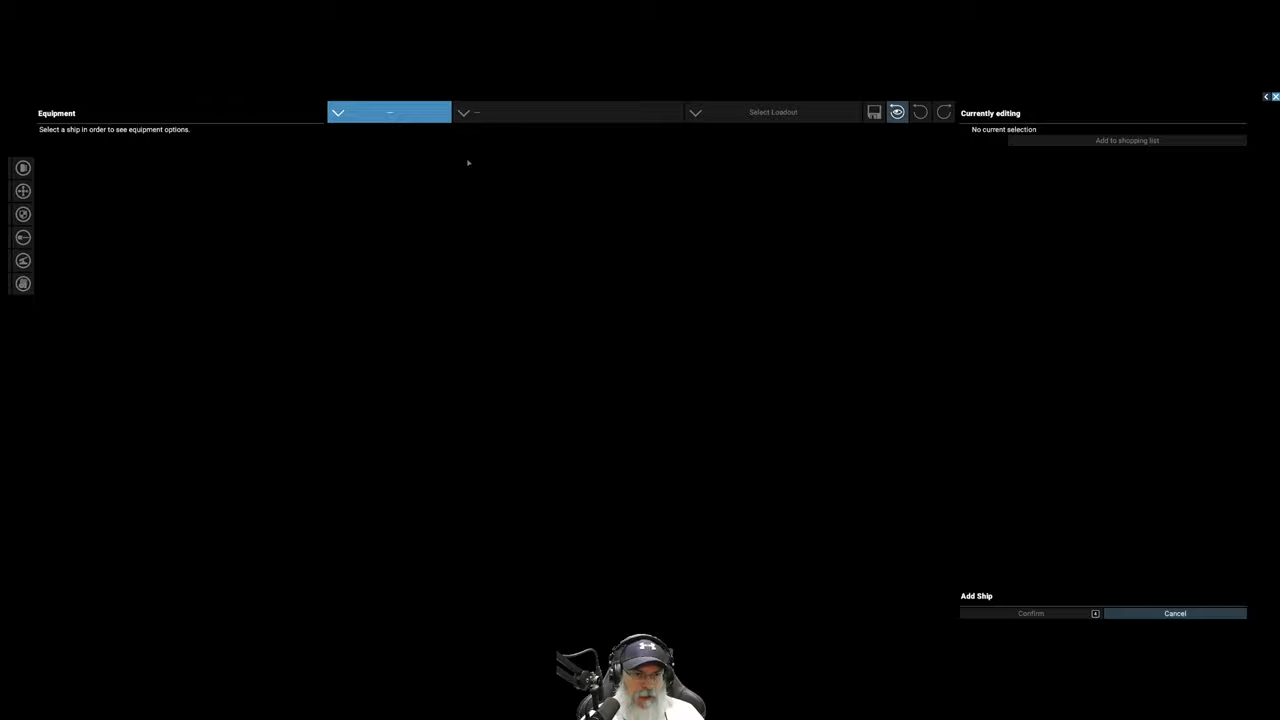 Equipment
Select a ship in order to see equipment options.
—
—
Select Loadout
Currently editing
No current selection
Add to shopping list
Add Ship
Confirm
Cancel